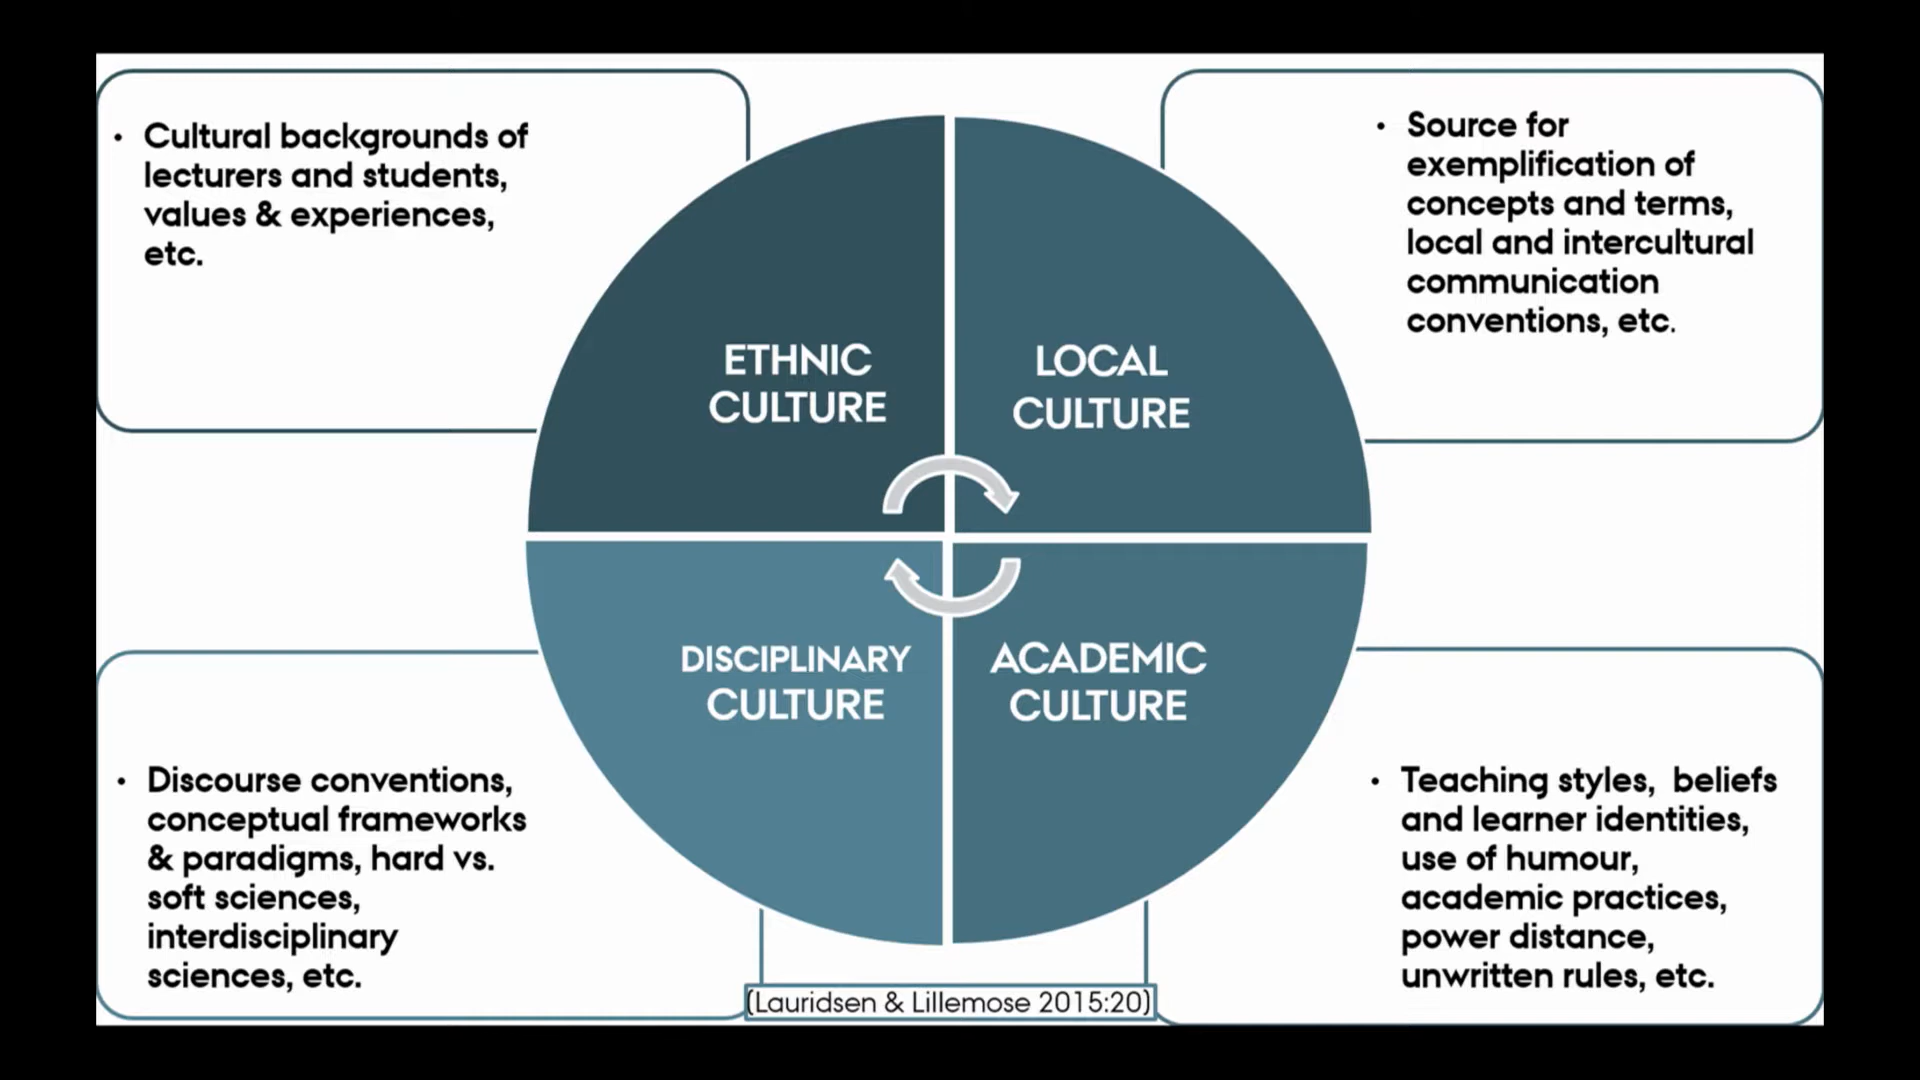 • Cultural backgrounds of
lecturers and students,
values & experiences,
etc.
• Source for
exemplification of
concepts and terms,
local and intercultural
communication
conventions, etc.
ETHNIC
CULTURE
LOCAL
CULTURE
DISCIPLINARY
CULTURE
ACADEMIC
CULTURE
• Discourse conventions,
conceptual frameworks
& paradigms, hard vs.
soft sciences,
interdisciplinary
sciences, etc.
• Teaching styles,  beliefs
and learner identities,
use of humour,
academic practices,
power distance,
unwritten rules, etc.
(Lauridsen & Lillemose 2015:20)